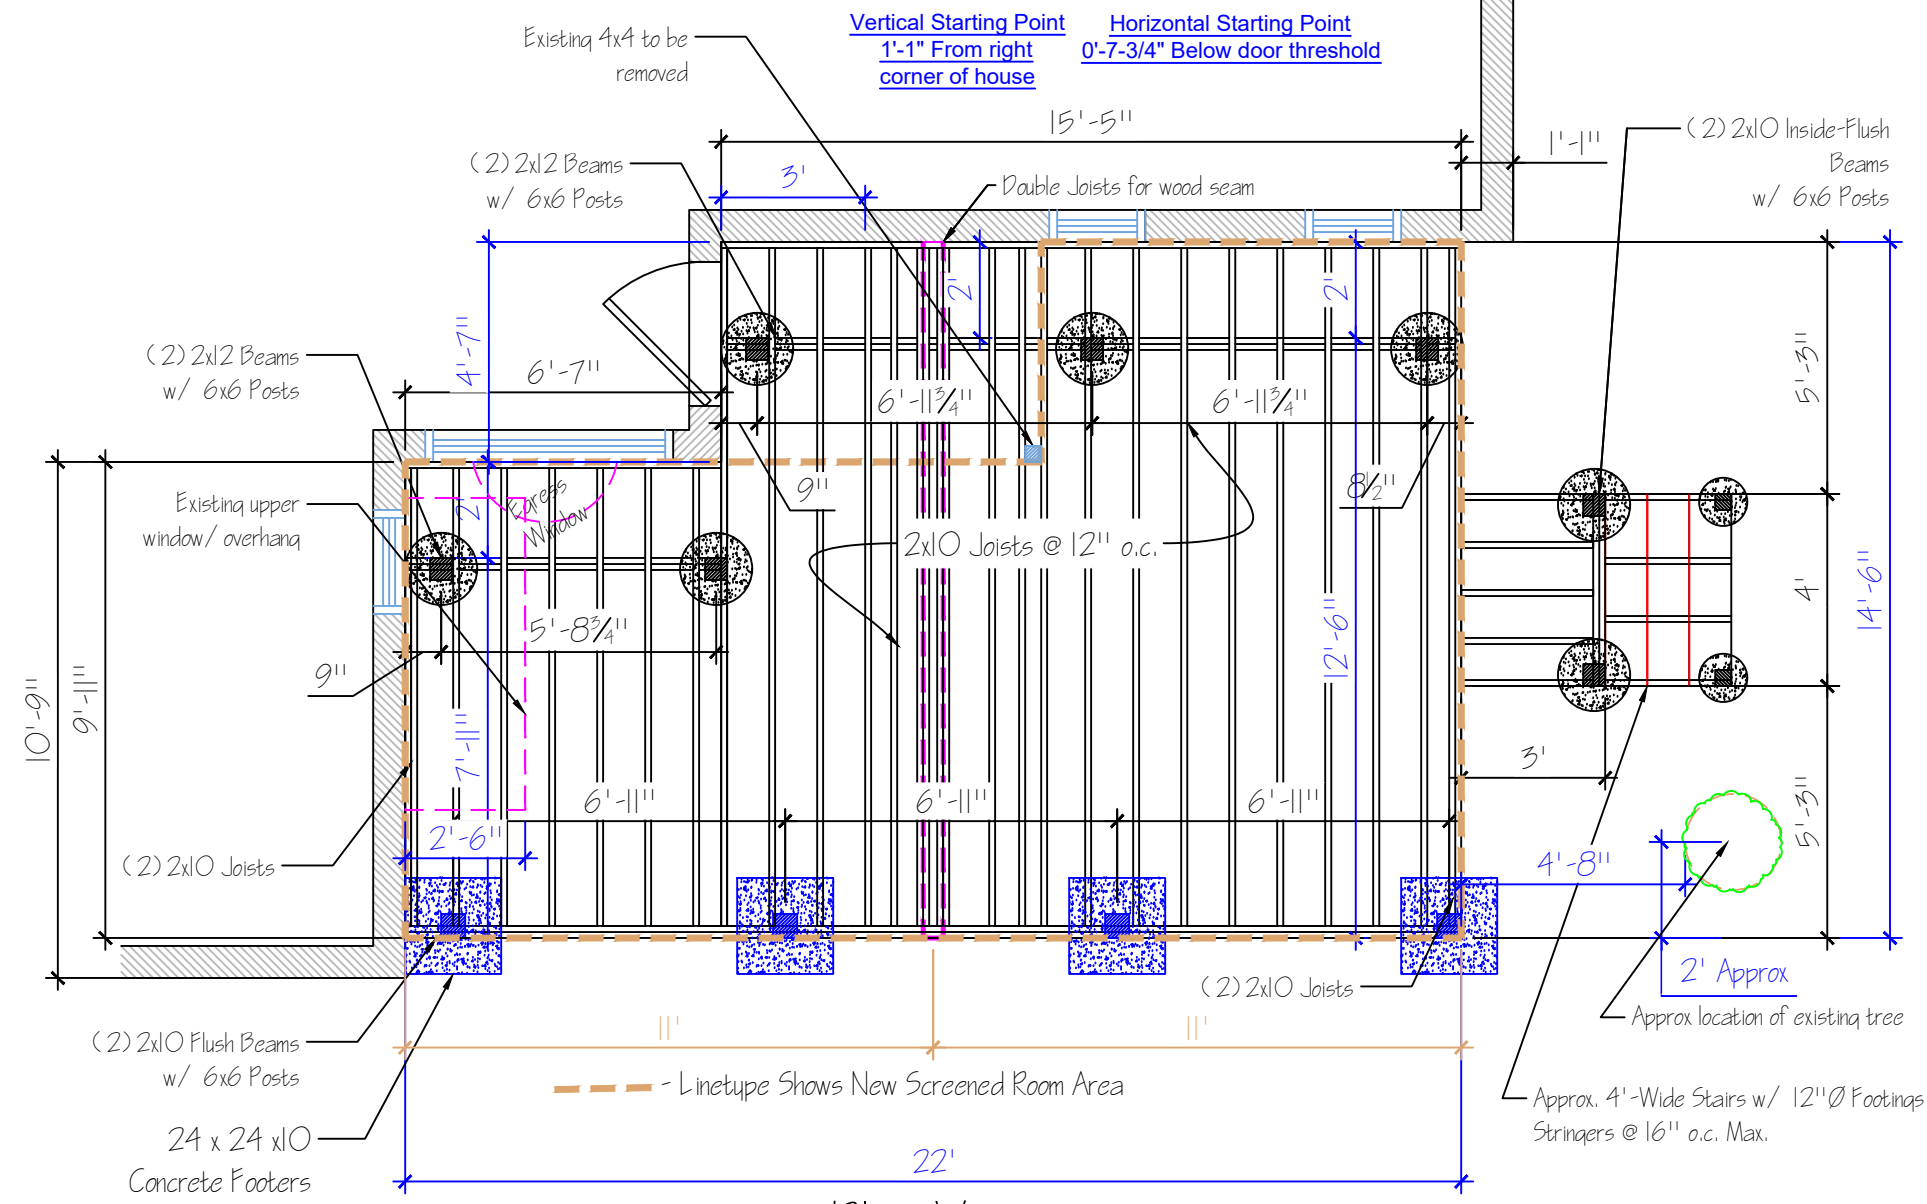 Existing 4x4 to be
removed
Vertical Starting Point
1'-1" From right
corner of house
Horizontal Starting Point
0'-7-3/4" Below door threshold
15'-5"
1'-1"
(2) 2x10 Inside-Flush
Beams
w/ 6x6 Posts
(2) 2x12 Beams
w/ 6x6 Posts
3'
Double Joists for wood seam
2'
2'
4'-7"
6'-7"
(2) 2x12 Beams
w/ 6x6 Posts
6'-11¾"
6'-11¾"
5'-3"
9"
8½"
Existing upper
window/ overhang
2'
Egress
Window
2x10 Joists @ 12" o.c.
5'-8¾"
9"
12'-6"
4'
14'-6"
10'-9"
9'-11"
7'-11"
3'
6'-11"
6'-11"
6'-11"
2'-6"
5'-3"
(2) 2x10 Joists
4'-8"
2' Approx
(2) 2x10 Joists
Approx location of existing tree
(2) 2x10 Flush Beams
w/ 6x6 Posts
11'
11'
- Linetype Shows New Screened Room Area
Approx. 4'-Wide Stairs w/ 12"Ø Footings
Stringers @ 16" o.c. Max.
24 x 24 x10
Concrete Footers
22'